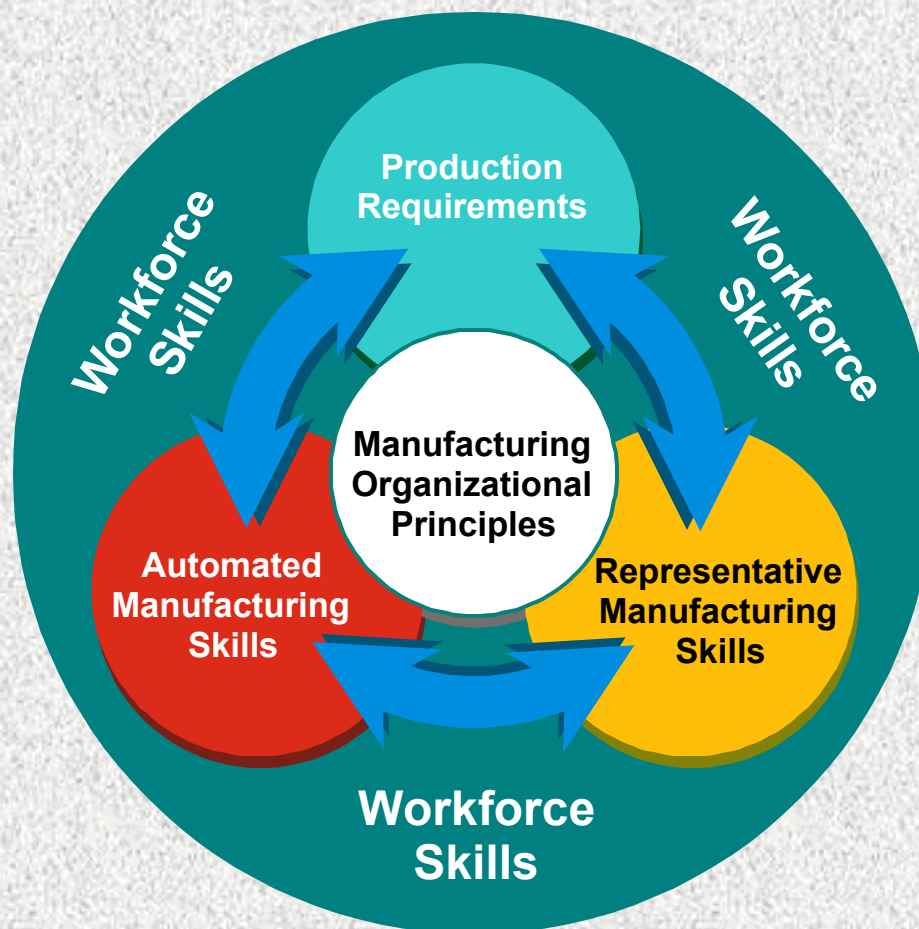 Production
Requirements
Workforce
Skills
Workforce
Skills
Manufacturing
Organizational
Principles
Automated
Manufacturing
Skills
Representative
Manufacturing
Skills
Workforce
Skills